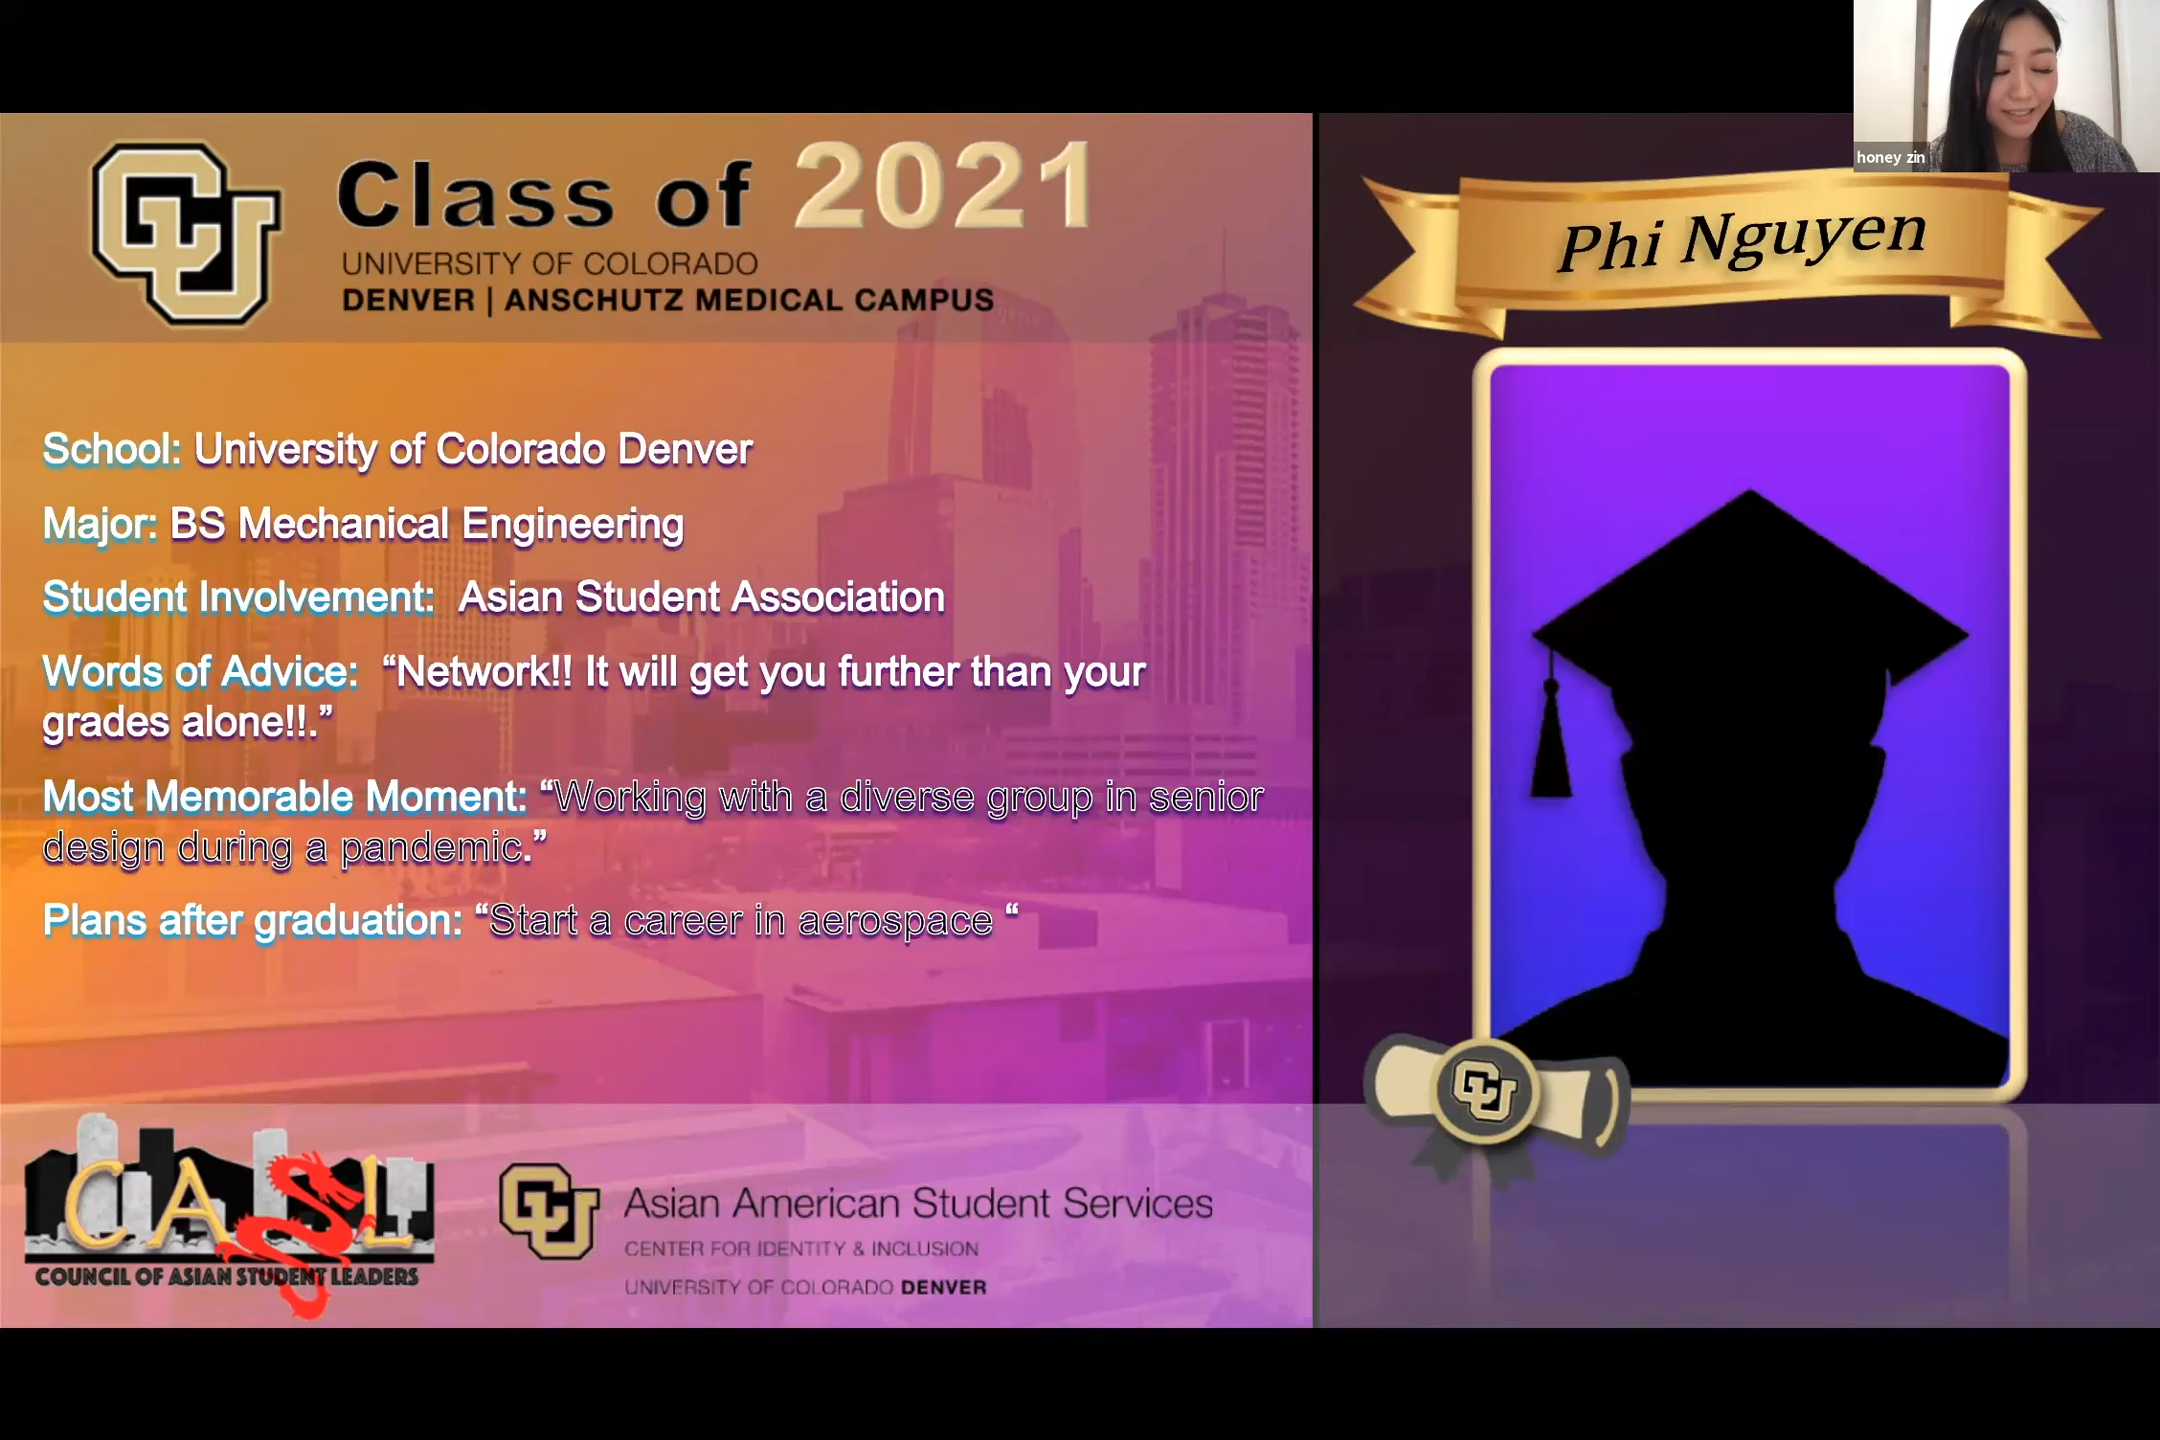 honey zin
CU
Class of 2021
UNIVERSITY OF COLORADO
DENVER | ANSCHUTZ MEDICAL CAMPUS
Phi Nguyen
School: University of Colorado Denver
Major: BS Mechanical Engineering
Student Involvement:  Asian Student Association
Words of Advice:  “Network!! It will get you further than your
grades alone!!.”
Most Memorable Moment: “Working with a diverse group in senior
design during a pandemic.”
Plans after graduation: “Start a career in aerospace “
CU
CASL
COUNCIL OF ASIAN STUDENT LEADERS
CU
Asian American Student Services
CENTER FOR IDENTITY & INCLUSION
UNIVERSITY OF COLORADO DENVER